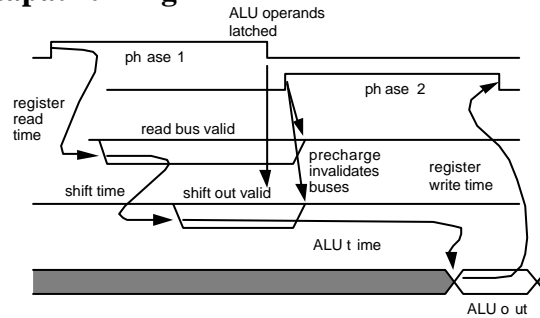 ALU operands
latched
ph ase 1
ph ase 2
register
read
time
read bus valid
precharge
invalidates
buses
register
write time
shift time
shift out valid
ALU t ime
ALU o ut